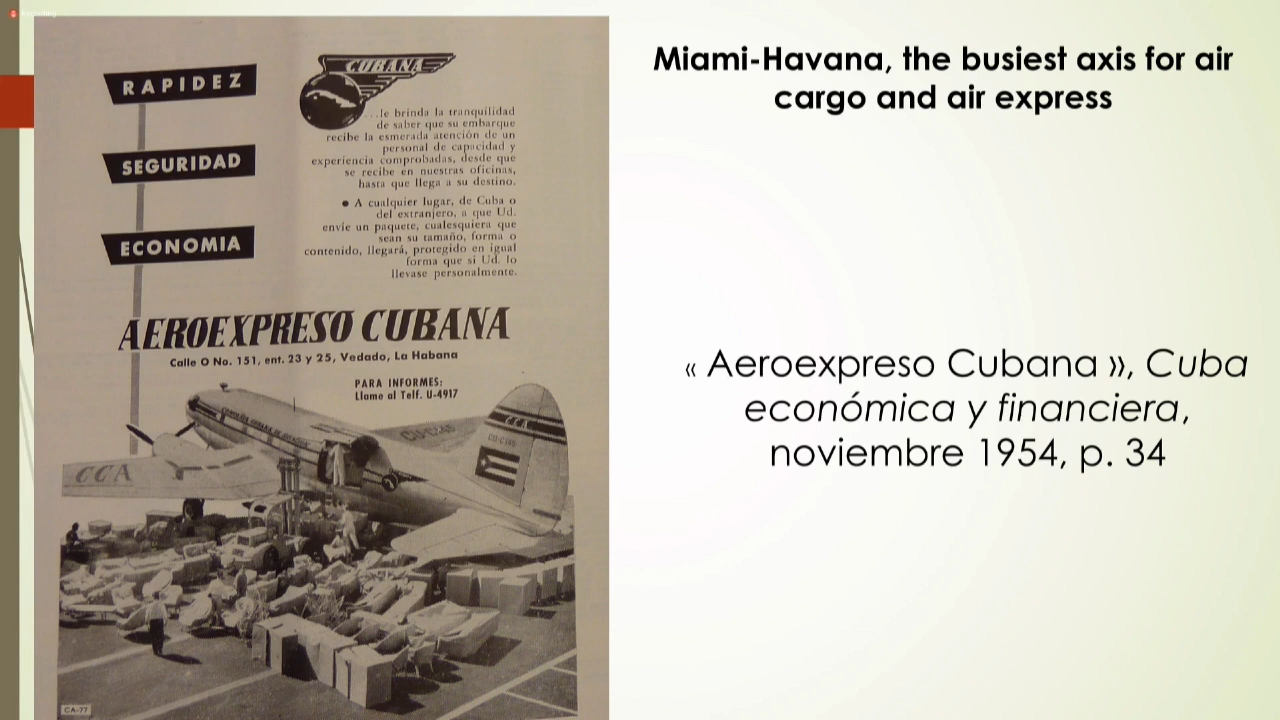 RAPIDEZ
SEGURIDAD
ECONOMIA
CUBANA
...le brinda la tranquilidad
de saber que su embarque
recibe la esmerada atención de un
personal de capacidad y
experiencia comprobadas, desde que
se recibe en nuestras oficinas,
hasta que llega a su destino.
● A cualquier lugar, de Cuba o
del extranjero, a que Ud.
envíe un paquete, cualesquiera que
sean su tamaño, forma o
contenido, llegará, protegido en igual
forma que si Ud. lo
llevase personalmente.
AEROEXPRESO CUBANA
Calle O No. 151, ent. 23 y 25, Vedado, La Habana
PARA INFORMES:
Llame al Telf. U-4917
CCA
CCA
CA-77
Miami-Havana, the busiest axis for air
cargo and air express
« Aeroexpreso Cubana », Cuba
económica y financiera,
noviembre 1954, p. 34